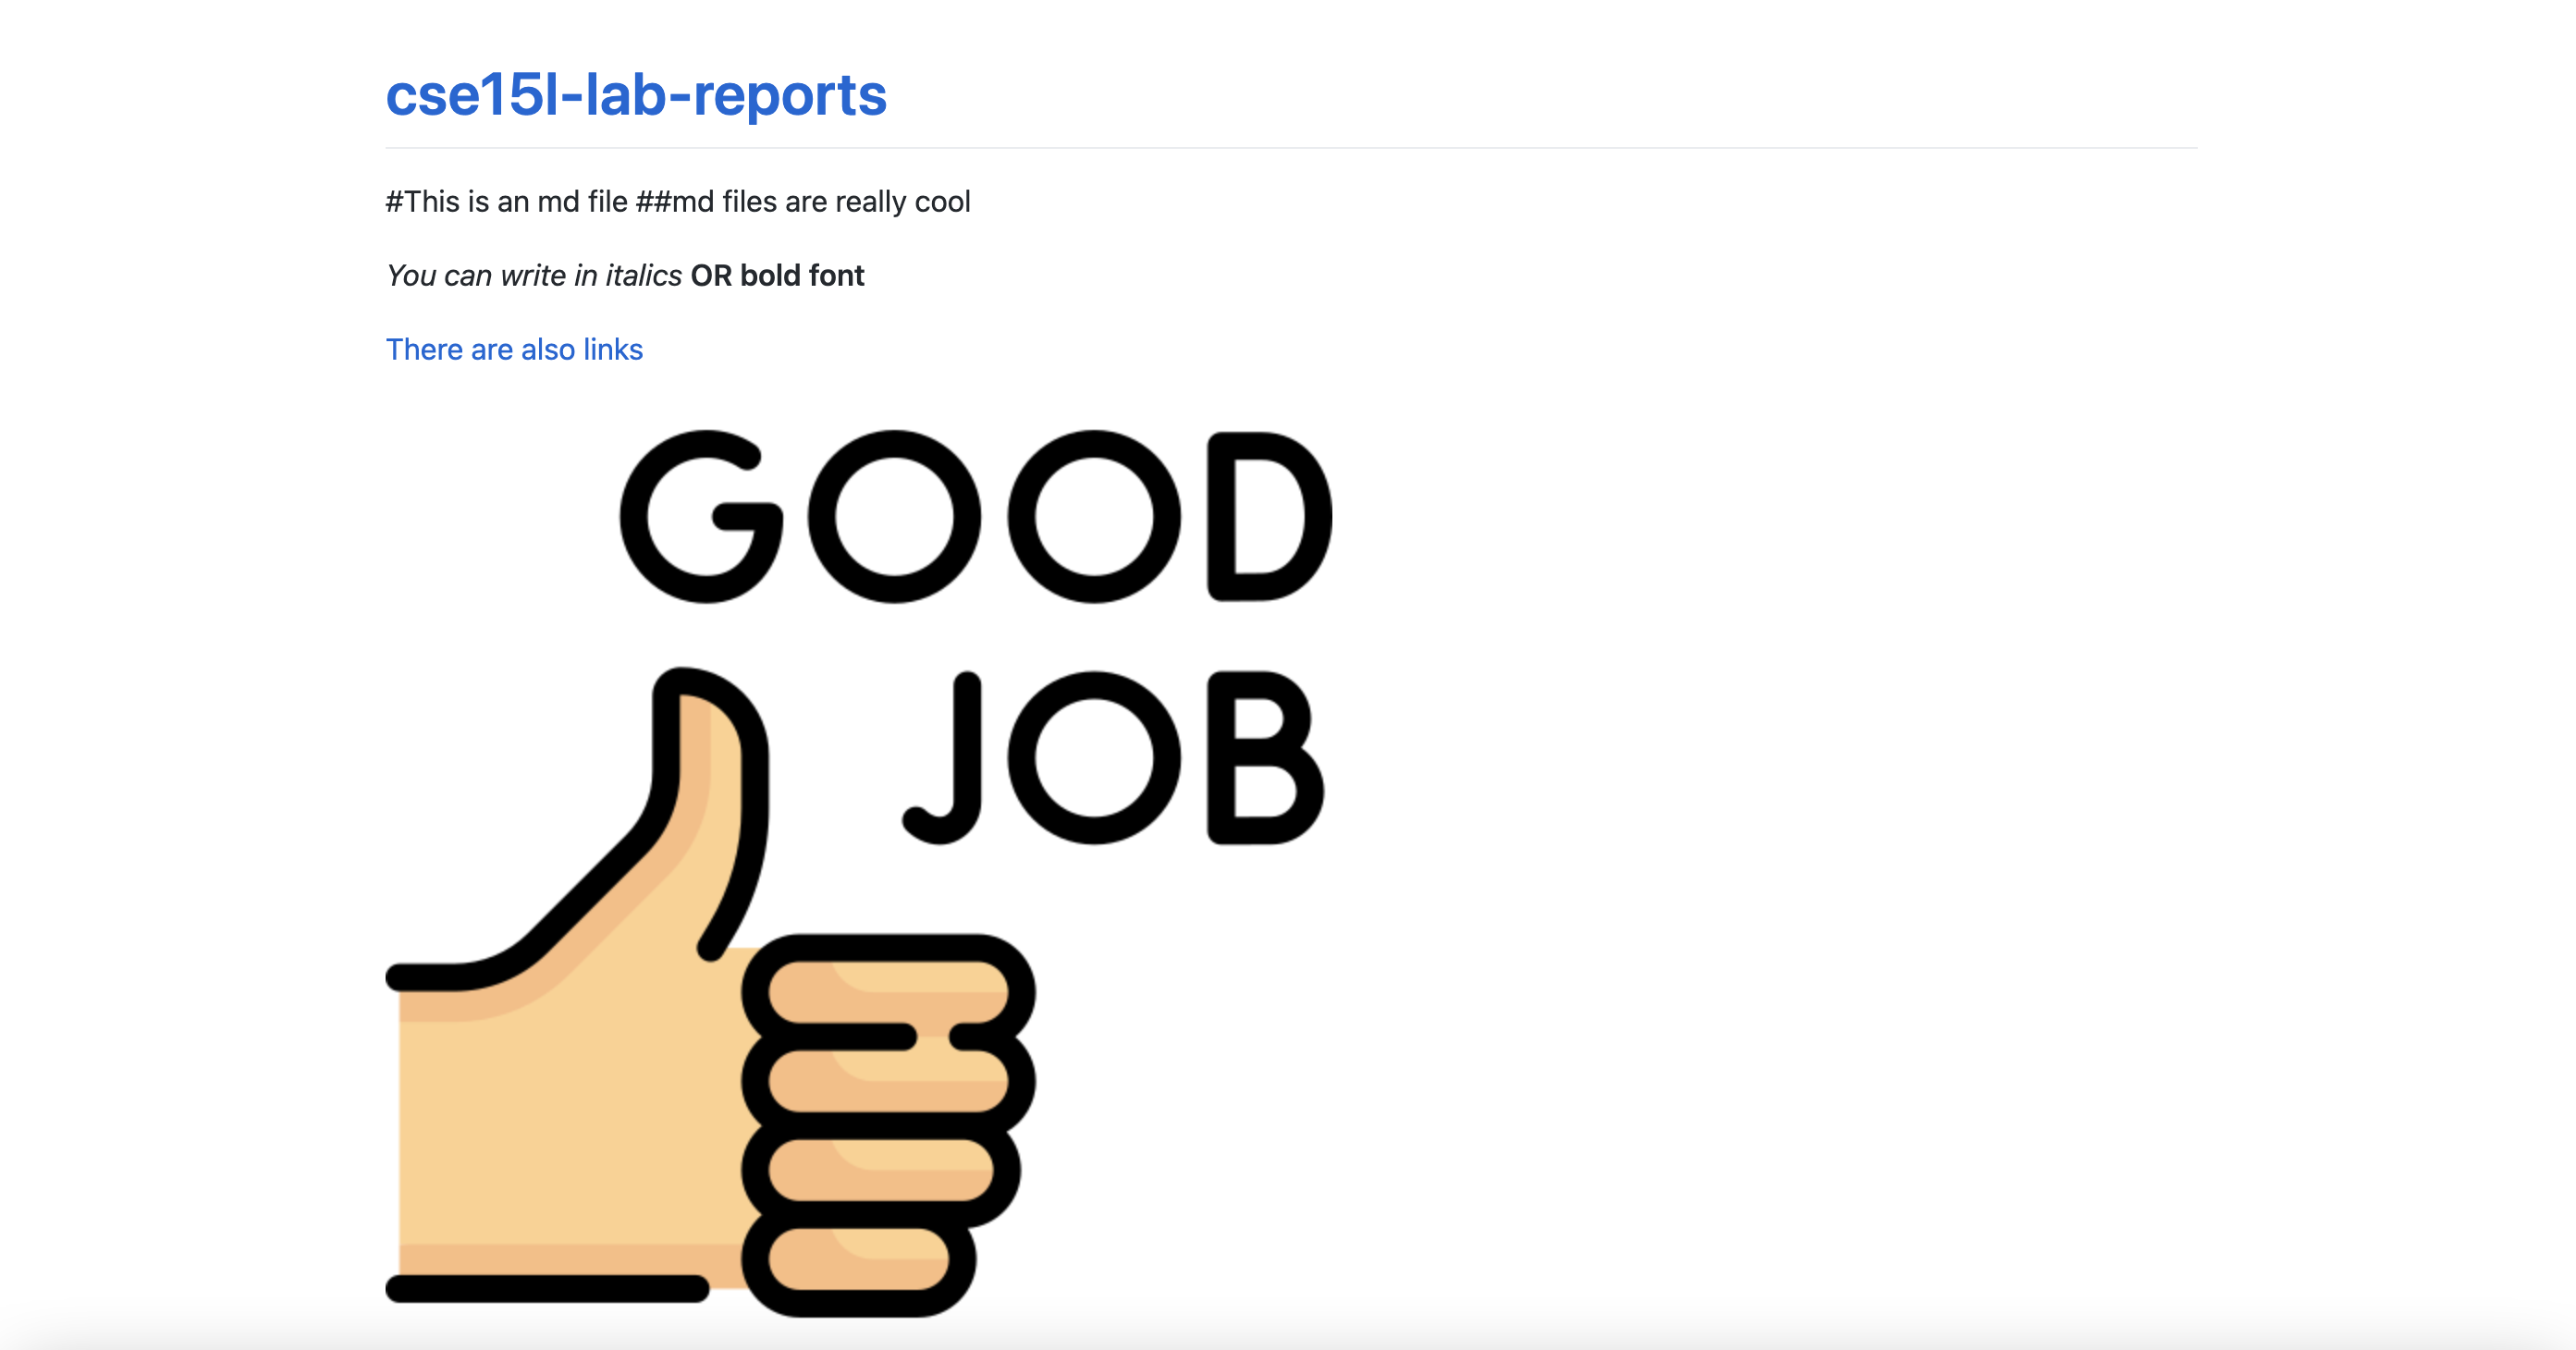 cse15l-lab-reports
#This is an md file ##md files are really cool
You can write in italics OR bold font
There are also links
GOOD
JOB